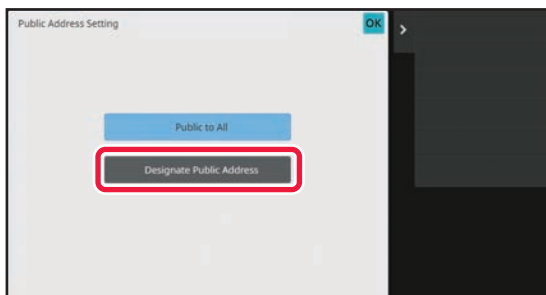 Public Address Setting
OK
Public to All
Designate Public Address